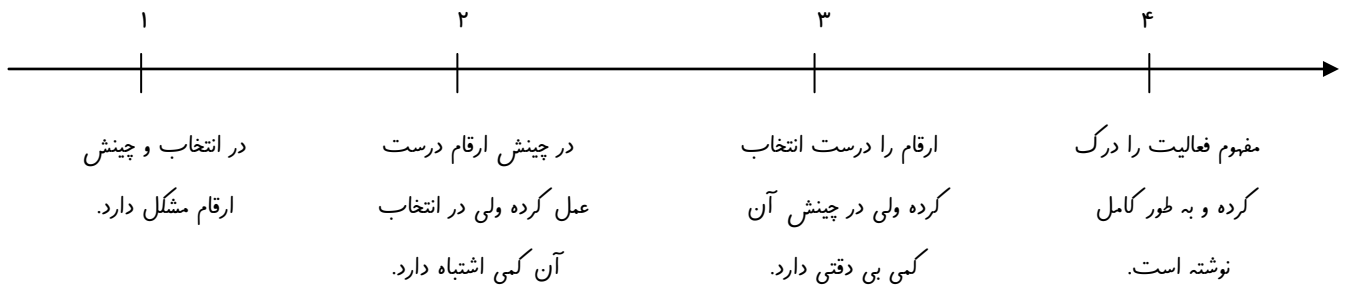 ۱
۲
۳
۴
در انتخاب و چینش
ارقام مشکل دارد.
در چینش ارقام درست
عمل کرده ولی در انتخاب
آن کمی اشتباه دارد.
ارقام را درست انتخاب
کرده ولی در چینش آن
کمی بی دقتی دارد.
مفهوم فعالیت را درک
کرده و به طور کامل
نوشته است.